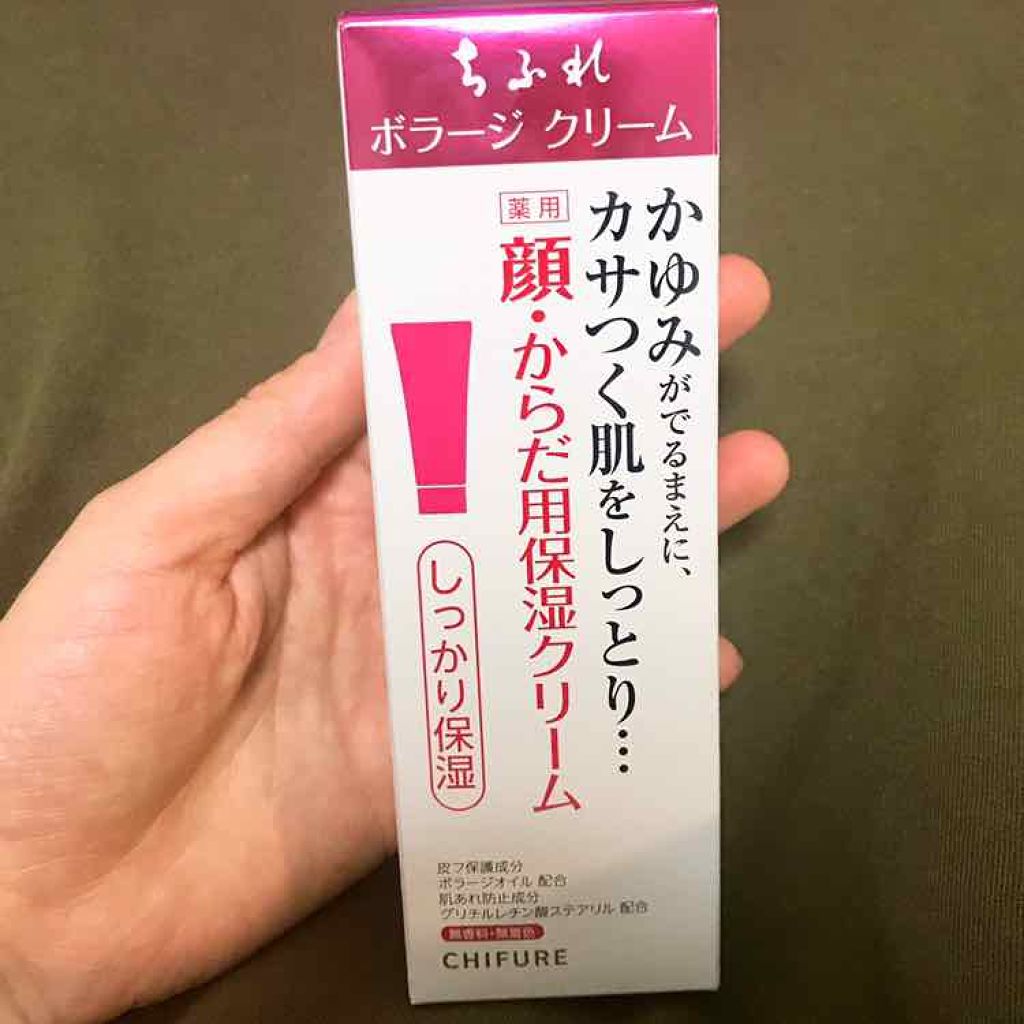 ちふれ
ボラージ クリーム
かゆみがでるまえに、
カサつく肌をしっとり…
薬用
顔・からだ用保湿クリーム
しっかり保湿
皮フ保護成分
ボラージオイル 配合
肌あれ防止成分
グリチルレチン酸ステアリル 配合
無香料・無着色
CHIFURE